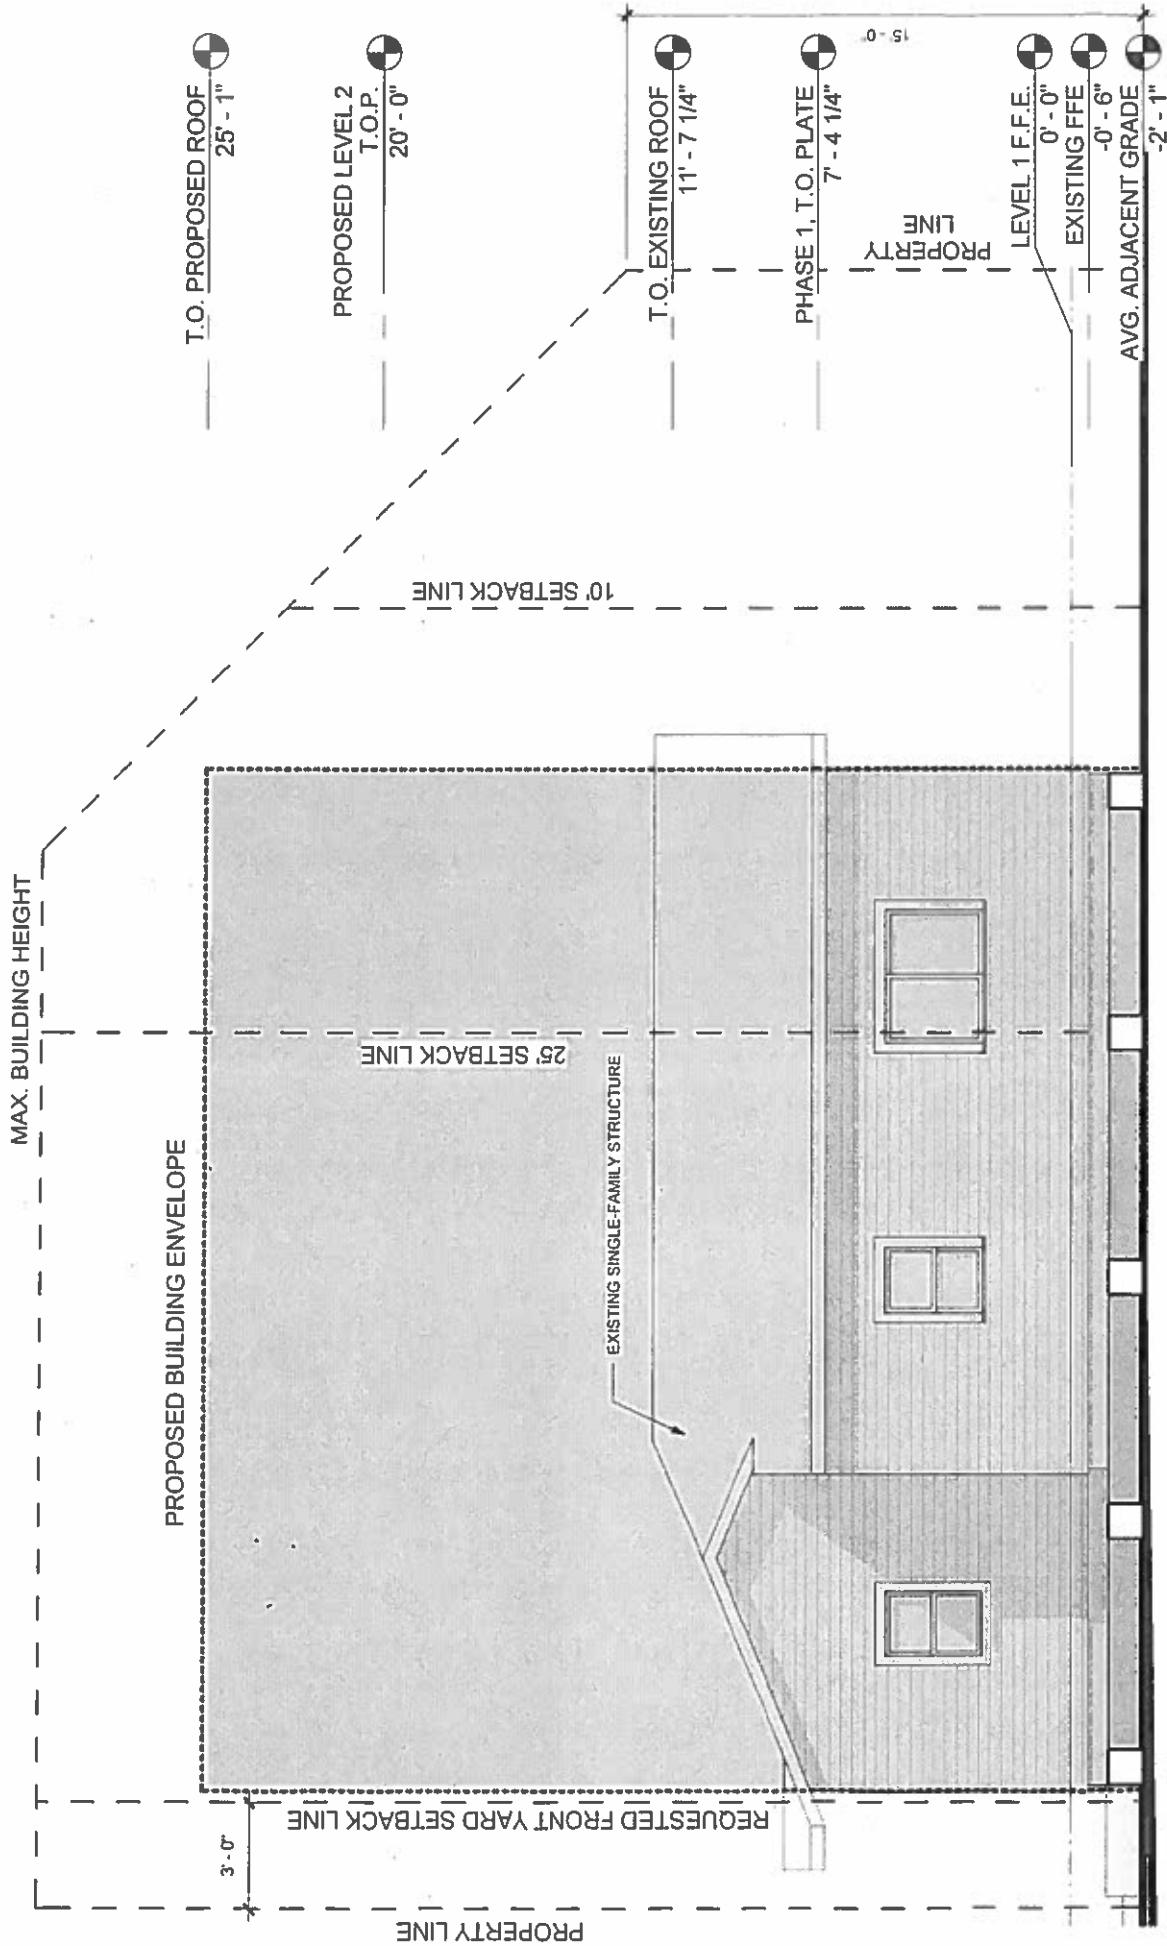 MAX. BUILDING HEIGHT
PROPOSED BUILDING ENVELOPE
T.O. PROPOSED ROOF
25' - 1"
PROPOSED LEVEL 2
T.O.P.
20' - 0"
T.O. EXISTING ROOF
11' - 7 1/4"
PHASE 1, T.O. PLATE
7' - 4 1/4"
LEVEL 1 F.F.E.
0' - 0"
EXISTING FFE
-0' - 6"
AVG. ADJACENT GRADE
-2' - 1"
15' - 0"
PROPERTY
LINE
10' SETBACK LINE
25' SETBACK LINE
EXISTING SINGLE-FAMILY STRUCTURE
REQUESTED FRONT YARD SETBACK LINE
3' - 0"
PROPERTY LINE